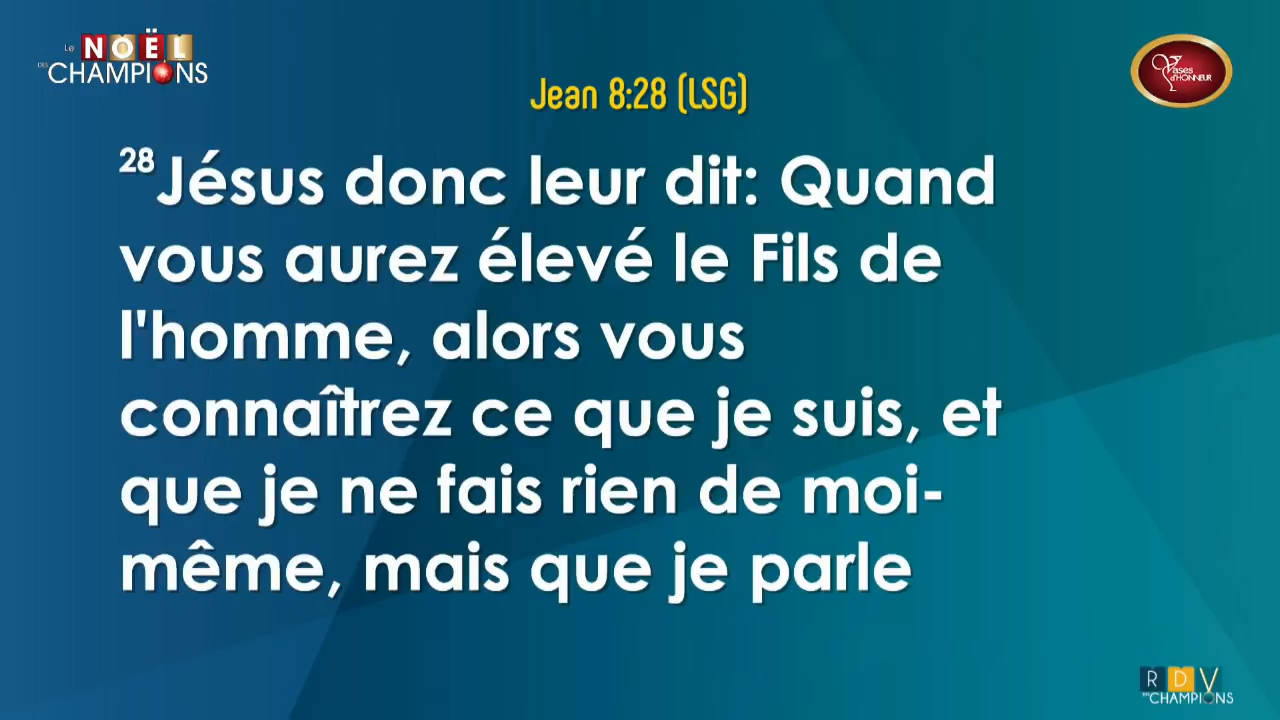 Le NOËL
DES CHAMPIONS
Vases
d'HONNEUR
Jean 8:28 (LSG)
28 Jésus donc leur dit: Quand
vous aurez élevé le Fils de
l'homme, alors vous
connaîtrez ce que je suis, et
que je ne fais rien de moi-
même, mais que je parle
RDV
DES CHAMPIONS